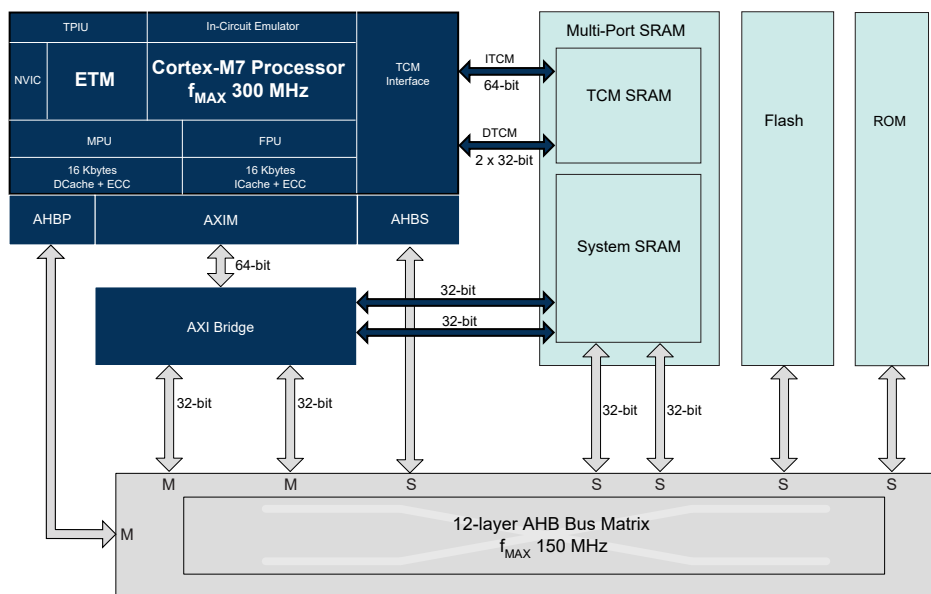 TPIU
In-Circuit Emulator
NVIC
ETM
Cortex-M7 Processor
fMAX 300 MHz
TCM
Interface
MPU
FPU
16 Kbytes
DCache + ECC
16 Kbytes
ICache + ECC
AHBP
AXIM
AHBS
ITCM
64-bit
DTCM
2 x 32-bit
Multi-Port SRAM
TCM SRAM
System SRAM
Flash
ROM
64-bit
AXI Bridge
32-bit
32-bit
32-bit
32-bit
32-bit
32-bit
M
M
S
S
S
S
S
M
12-layer AHB Bus Matrix
fMAX 150 MHz